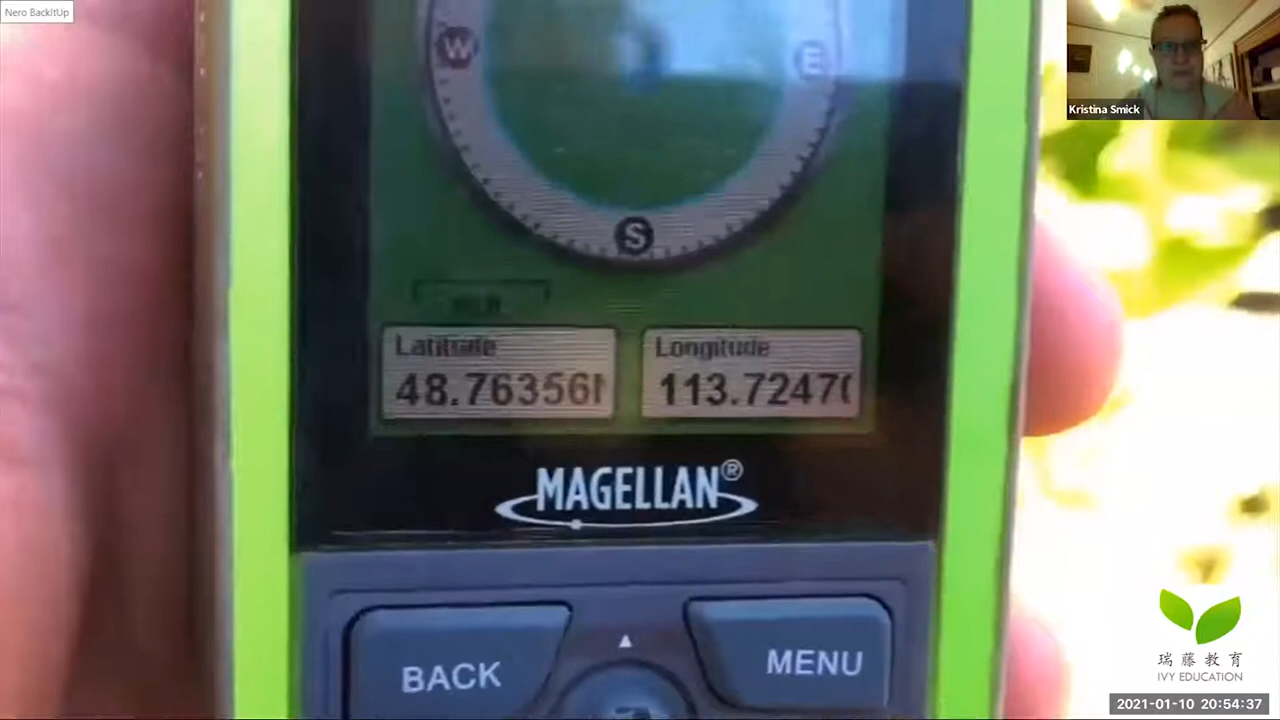 Nero BackitUp
Kristina Smick
W
E
S
Latitude
48.76356N
Longitude
113.7247
MAGELLAN®
BACK
MENU
瑞藤教育
IVY EDUCATION
2021-01-10 20:54:37